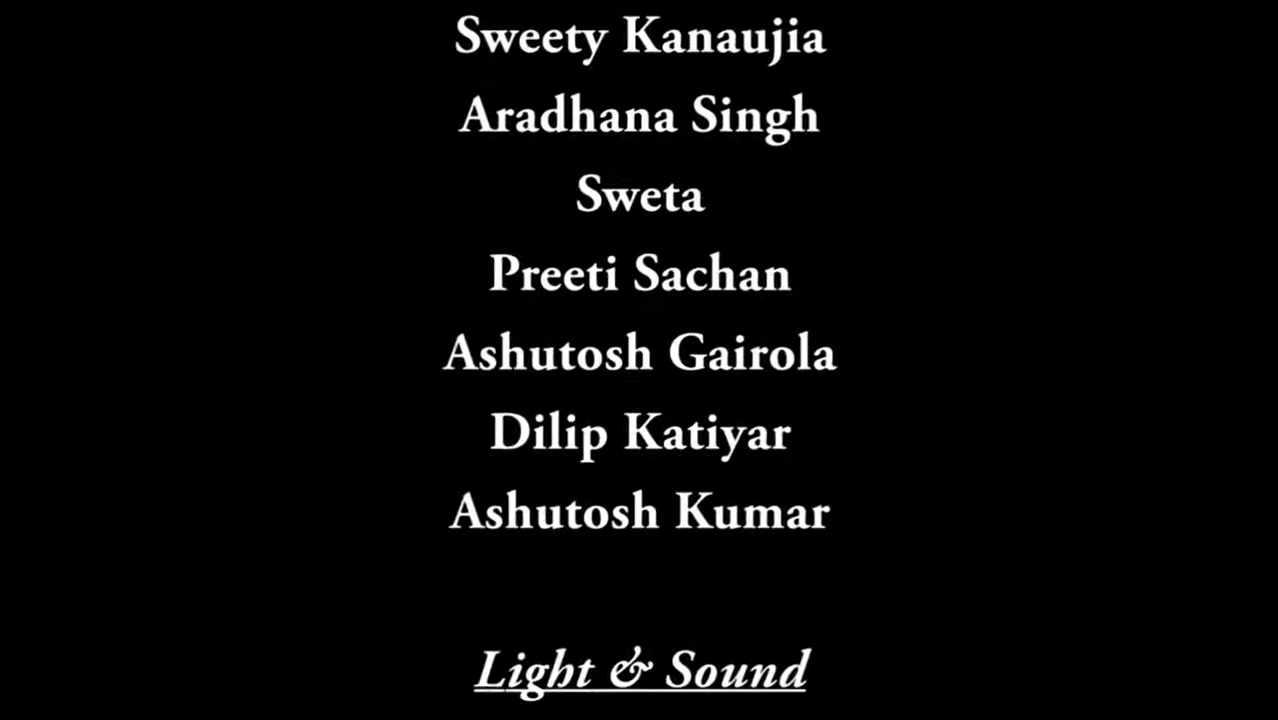 Sweety Kanaujia
Aradhana Singh
Sweta
Preeti Sachan
Ashutosh Gairola
Dilip Katiyar
Ashutosh Kumar
Light & Sound